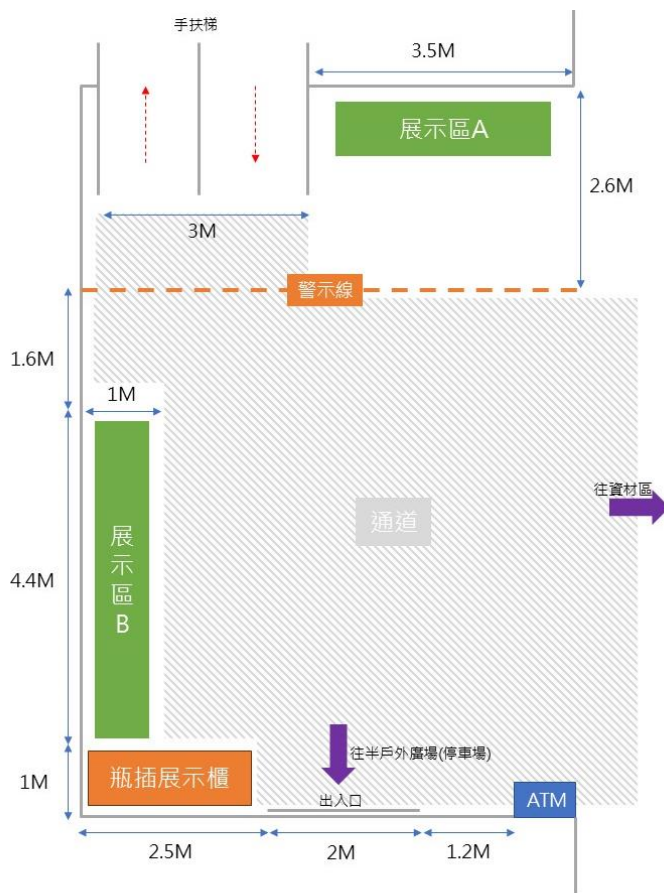 手扶梯
3.5M
展示區A
2.6M
3M
警示線
1.6M
1M
往資材區
通道
展
示
區
B
4.4M
往半戶外廣場(停車場)
瓶插展示櫃
1M
出入口
ATM
2.5M
2M
1.2M